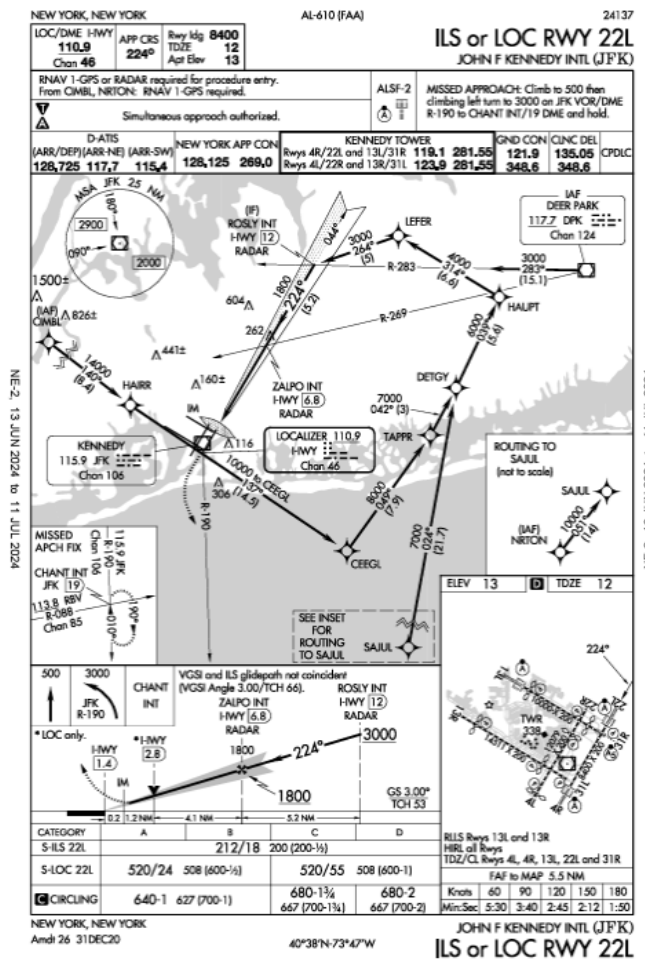 NEW YORK, NEW YORK
AL-610 (FAA)
24137
LOC/DME I-IWY
110.9
Chan 46
APP CRS
224°
Rwy ldg 8400
TDZE 12
Apt Elev 13
ILS or LOC RWY 22L
JOHN F KENNEDY INTL (JFK)
RNAV 1-GPS or RADAR required for procedure entry.
From CIMBL, NRTON: RNAV 1-GPS required.
T
A
Simultaneous approach authorized.
ALSF-2
A
MISSED APPROACH: Climb to 500 then
climbing left turn to 3000 on JFK VOR/DME
R-190 to CHANT INT/19 DME and hold.
D-ATIS
(ARR/DEP)(ARR-NE) (ARR-SW)
128.725 117.7 115.4
NEW YORK APP CON
128.125 269.0
KENNEDY TOWER
Rwys 4R/22L and 13L/31R 119.1 281.55
Rwys 4L/22R and 13R/31L 123.9 281.55
GND CON
121.9
348.6
CLNC DEL
135.05
348.6
CPDLC
MSA JFK 25 NM
180°
2900
090°
2000
(IF)
ROSLY INT
I-IWY 12
RADAR
044°
3000
264°
(5)
LEFER
IAF
DEER PARK
117.7 DPK
Chan 124
R-283
4000
314°
(6.6)
3000
283°
(15.1)
1500±
(IAF)
CIMBL
826±
604
1800
224°
(5.2)
R-269
HAUPT
262
6000
039°
(5.6)
441±
14000
140°
(8.4)
HAIRR
160±
ZALPO INT
I-IWY 6.8
RADAR
DETGY
7000
042° (3)
IM
116
TAPPR
KENNEDY
115.9 JFK
Chan 106
LOCALIZER 110.9
I-IWY
Chan 46
306
10000 to CEEGL
137°
(14.5)
R-190
8000
049°
(7.9)
7000
024°
(21.7)
CEEGL
ROUTING TO
SAJUL
(not to scale)
SAJUL
(IAF)
NRTON
10000
051°
(14)
NE-2, 13 JUN 2024 to 11 JUL 2024
MISSED
APCH FIX
115.9 JFK
R-190
Chan 106
CHANT INT
JFK 19
113.8 RBV
R-088
Chan 85
190°
010°
SEE INSET
FOR
ROUTING
TO SAJUL
SAJUL
ELEV 13
D
TDZE 12
224°
TWR
338
4L
4R
31L
31R
22L
22R
8400 X 200
RLLS Rwys 13L and 13R
HIRL all Rwys
TDZ/CL Rwys 4L, 4R, 13L, 22L and 31R
FAF to MAP 5.5 NM
Knots 60 90 120 150 180
Min:Sec 5:30 3:40 2:45 2:12 1:50
500
3000
JFK
R-190
CHANT
INT
VGSI and ILS glidepath not coincident
(VGSI Angle 3.00/TCH 66).
ZALPO INT
I-IWY 6.8
RADAR
ROSLY INT
I-IWY 12
RADAR
*LOC only.
I-IWY
1.4
*I-IWY
2.8
IM
1800
224°
3000
1800
GS 3.00°
TCH 53
0.2 1.2 NM 4.1 NM 5.2 NM
CATEGORY A B C D
S-ILS 22L 212/18 200 (200-½)
S-LOC 22L 520/24 508 (600-½) 520/55 508 (600-1)
C CIRCLING 640-1 627 (700-1) 680-1¾ 667 (700-1¾) 680-2 667 (700-2)
NEW YORK, NEW YORK
Amdt 26 31DEC20
40°38'N-73°47'W
JOHN F KENNEDY INTL (JFK)
ILS or LOC RWY 22L